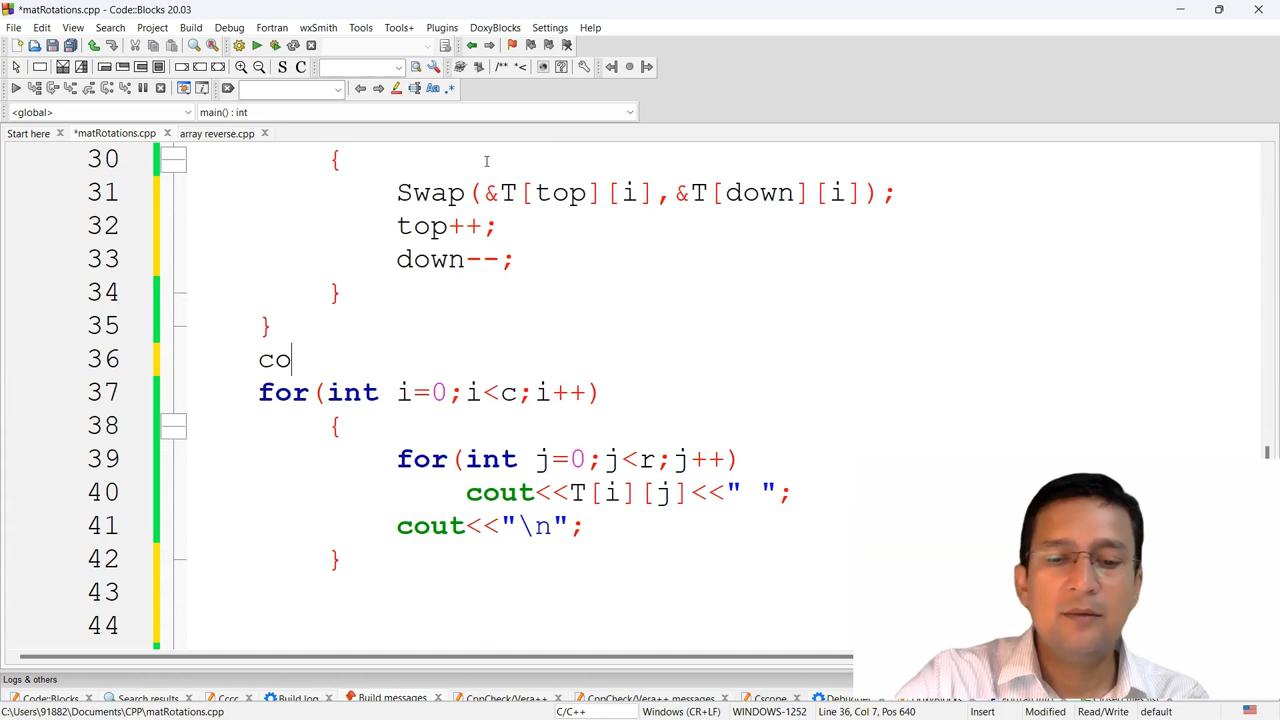 *matRotations.cpp - Code::Blocks 20.03
File Edit View Search Project Build Debug Fortran wxSmith Tools Tools+ Plugins DoxyBlocks Settings Help
<global> main() : int
Start here *matRotations.cpp array reverse.cpp
30 {
31 Swap(&T[top][i],&T[down][i]);
32 top++;
33 down--;
34 }
35 }
36 co
37 for(int i=0;i<c;i++)
38 {
39 for(int j=0;j<r;j++)
40 cout<<T[i][j]<<" ";
41 cout<<"\n";
42 }
43
44
Logs & others
Code::Blocks Search results Cccc Build log Build messages CppCheck/Vera++ CppCheck/Vera++ messages Cscope
C:\Users\91882\Documents\CPP\matRotations.cpp C/C++ Windows (CR+LF) WINDOWS-1252 Line 36, Col 7, Pos 640 Insert Modified Read/Write default